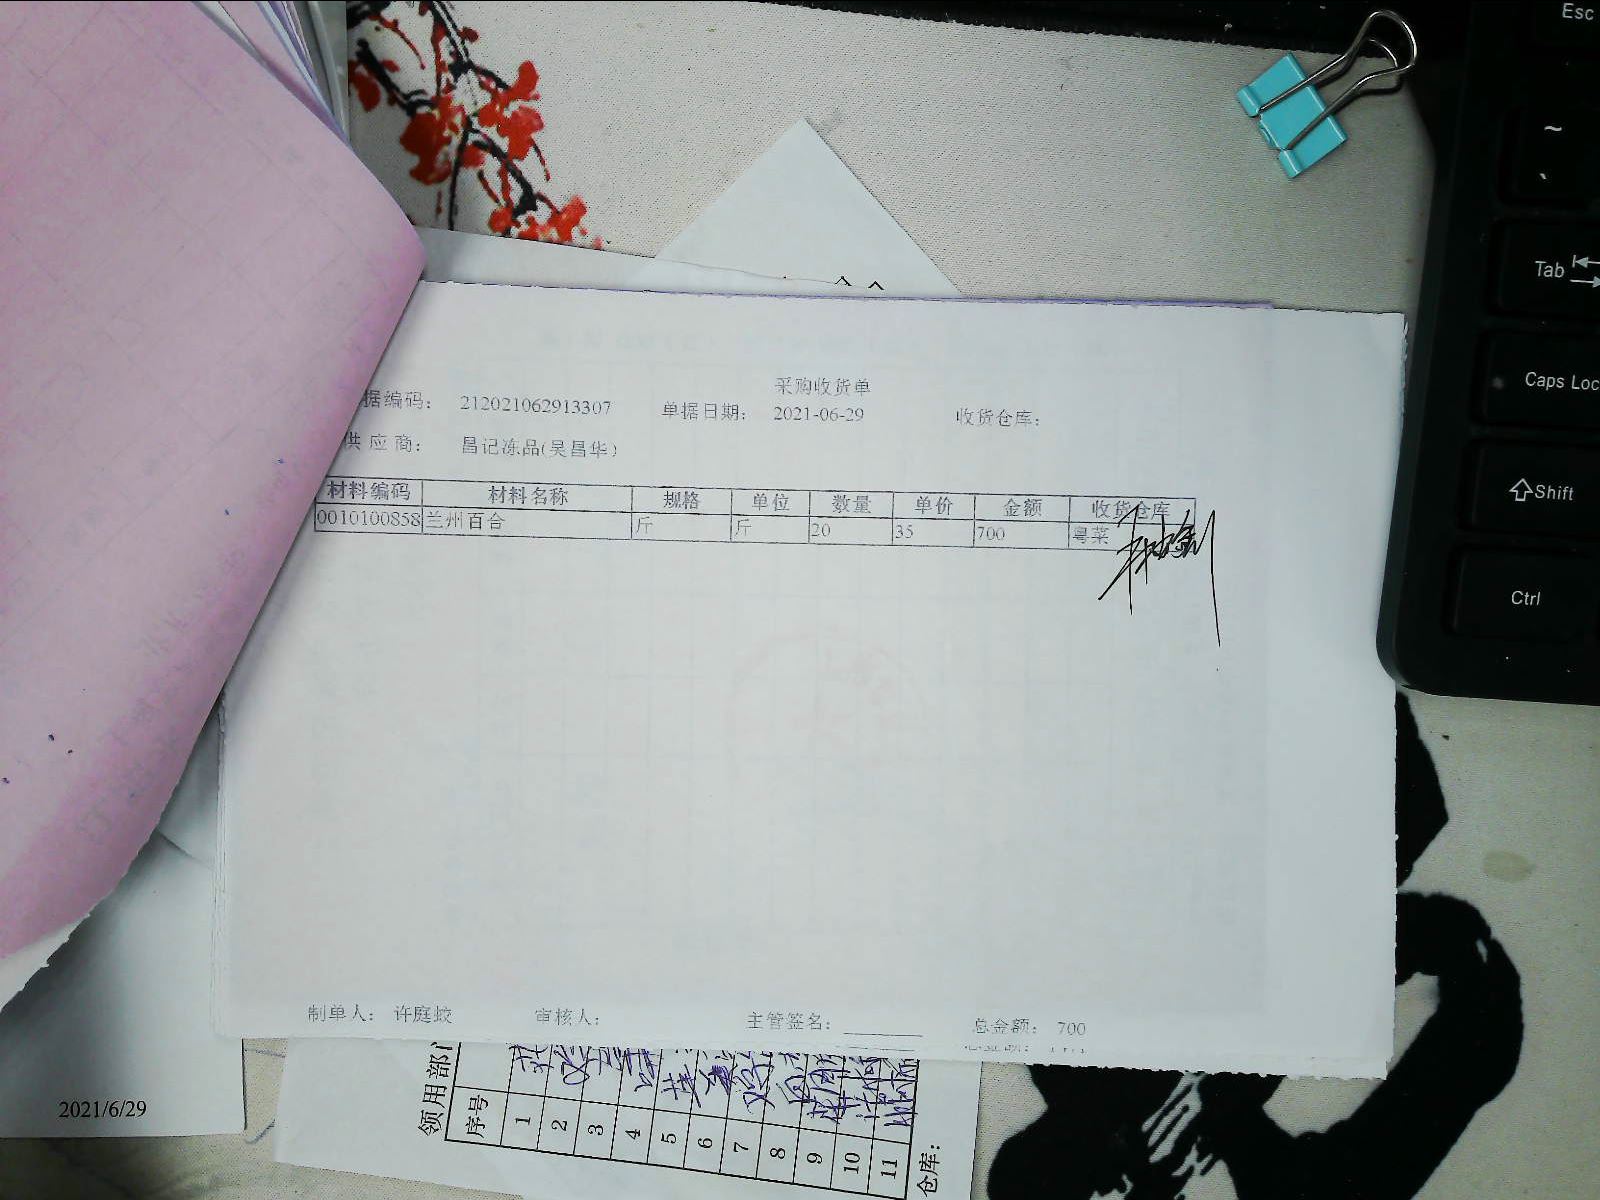 采购收货单
据编码： 212021062913307 单据日期： 2021-06-29 收货仓库：
供应商： 昌记冻品(吴昌华)
材料编码 材料名称 规格 单位 数量 单价 金额 收货仓库
0010100858 兰州百合 斤 斤 20 35 700 粤菜
制单人： 许庭蛟 审核人： 主管签名： 总金额： 700
2021/6/29
领用部门
序号
1
2
3
4
5
6
7
8
9
10
11
仓库：
Esc
~
Tab
Caps Loc
Shift
Ctrl